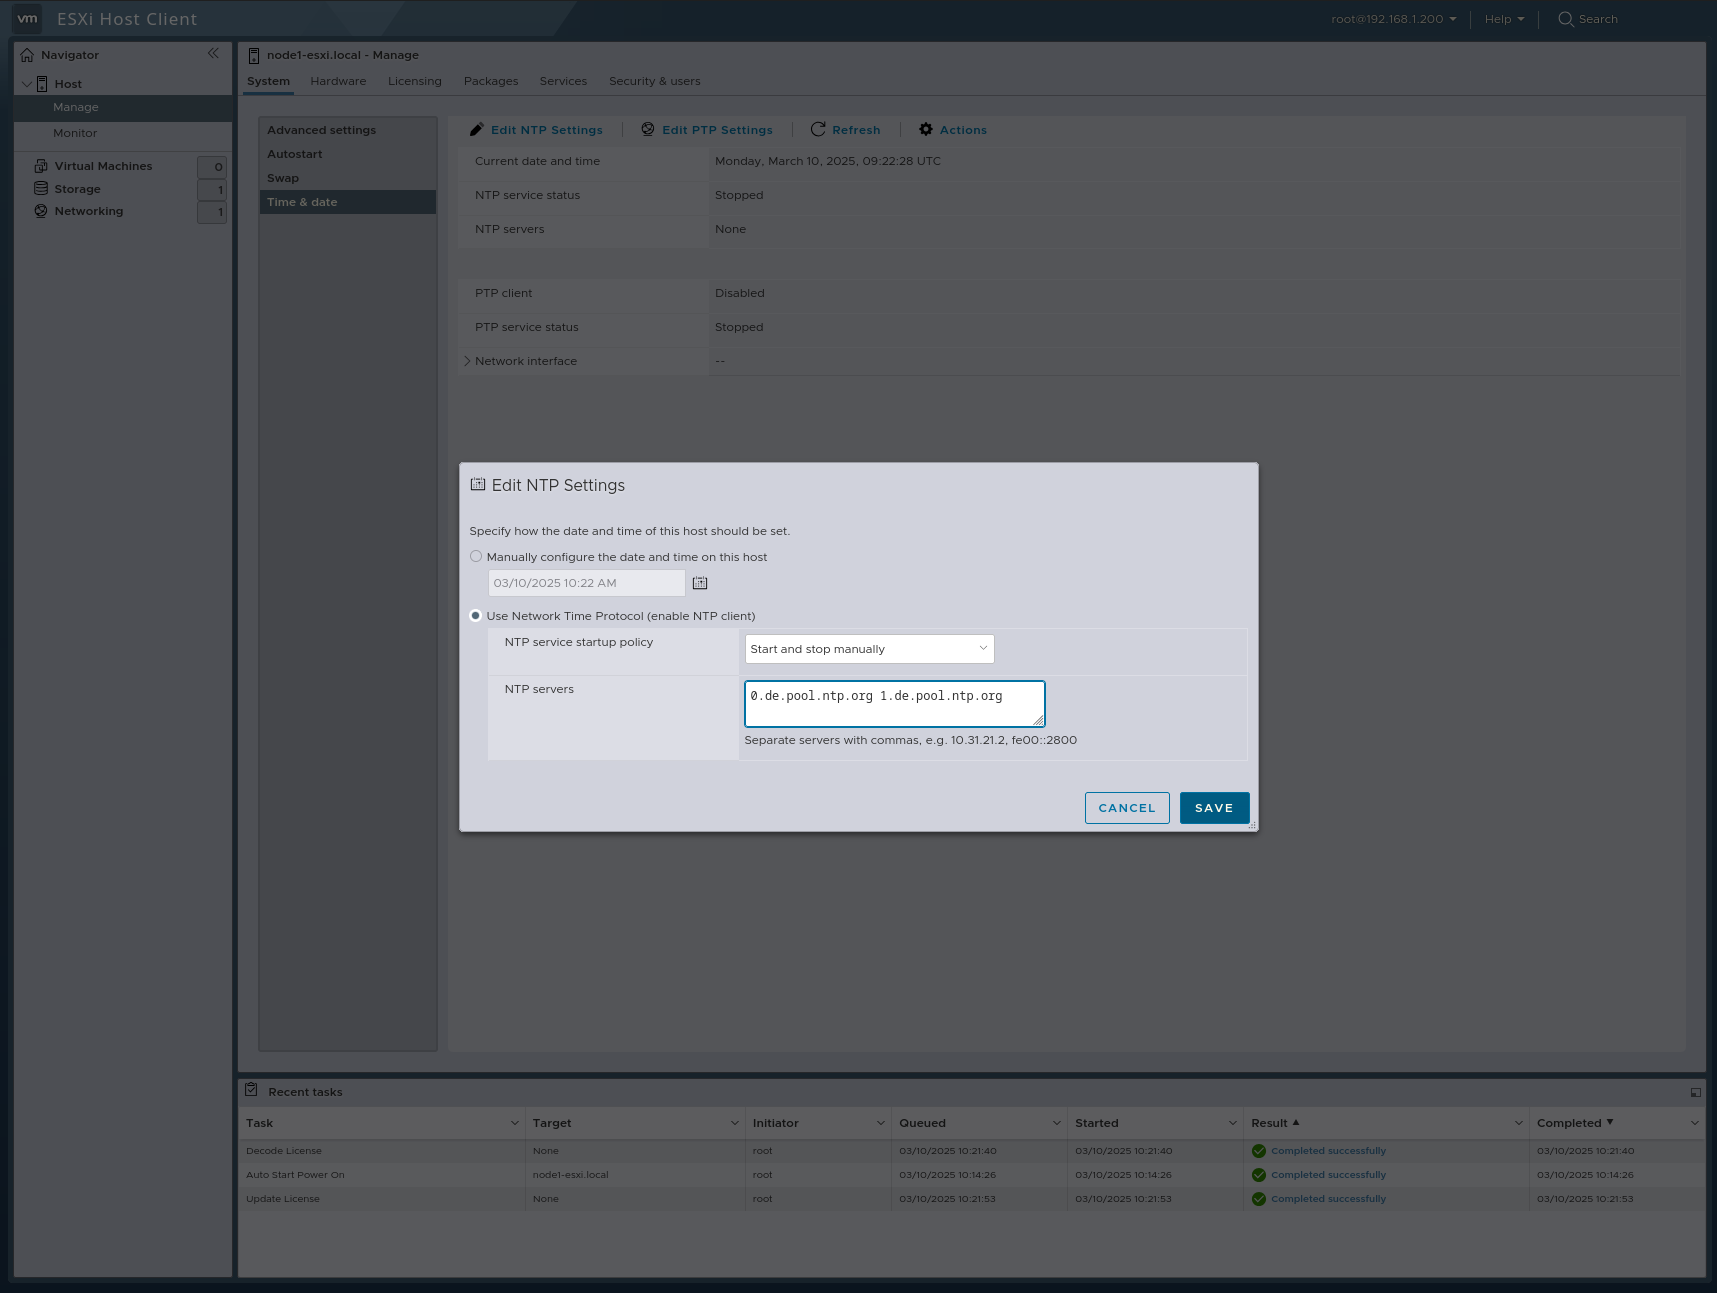 vm ESXi Host Client
root@192.168.1.200 Help Search
Navigator
Host
Manage
Monitor
Virtual Machines 0
Storage 1
Networking 1
node1-esxi.local - Manage
System Hardware Licensing Packages Services Security & users
Advanced settings
Autostart
Swap
Time & date
Edit NTP Settings Edit PTP Settings Refresh Actions
Current date and time Monday, March 10, 2025, 09:22:28 UTC
NTP service status Stopped
NTP servers None
PTP client Disabled
PTP service status Stopped
Network interface --
Edit NTP Settings
Specify how the date and time of this host should be set.
Manually configure the date and time on this host
03/10/2025 10:22 AM
Use Network Time Protocol (enable NTP client)
NTP service startup policy Start and stop manually
NTP servers 0.de.pool.ntp.org 1.de.pool.ntp.org
Separate servers with commas, e.g. 10.31.21.2, fe00::2800
CANCEL SAVE
Recent tasks
Task Target Initiator Queued Started Result Completed
Decode License None root 03/10/2025 10:21:40 03/10/2025 10:21:40 Completed successfully 03/10/2025 10:21:40
Auto Start Power On node1-esxi.local root 03/10/2025 10:14:26 03/10/2025 10:14:26 Completed successfully 03/10/2025 10:14:26
Update License None root 03/10/2025 10:21:53 03/10/2025 10:21:53 Completed successfully 03/10/2025 10:21:53